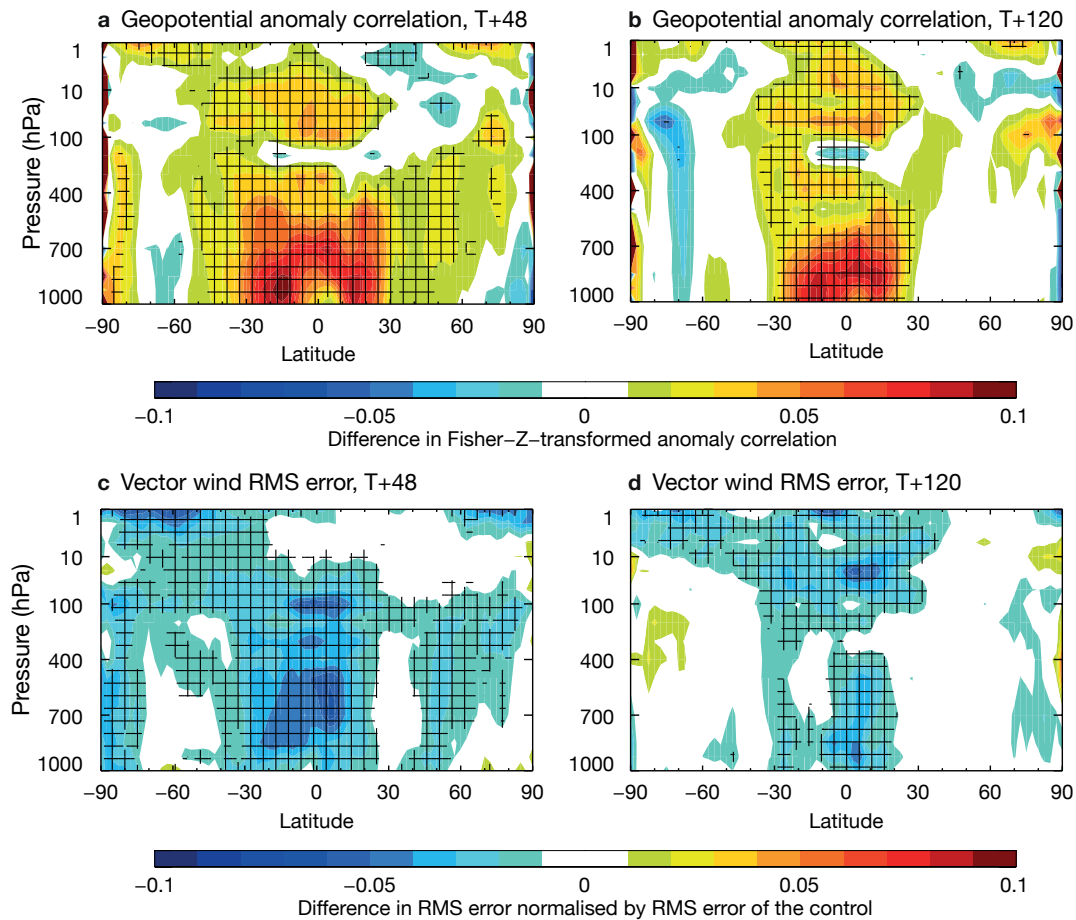 a Geopotential anomaly correlation, T+48
b Geopotential anomaly correlation, T+120
Pressure (hPa)
1
10
100
400
700
1000
−90 −60 −30 0 30 60 90
Latitude
1
10
100
400
700
1000
−90 −60 −30 0 30 60 90
Latitude
−0.1 −0.05 0 0.05 0.1
Difference in Fisher−Z−transformed anomaly correlation
c Vector wind RMS error, T+48
d Vector wind RMS error, T+120
Pressure (hPa)
1
10
100
400
700
1000
−90 −60 −30 0 30 60 90
Latitude
1
10
100
400
700
1000
−90 −60 −30 0 30 60 90
Latitude
−0.1 −0.05 0 0.05 0.1
Difference in RMS error normalised by RMS error of the control